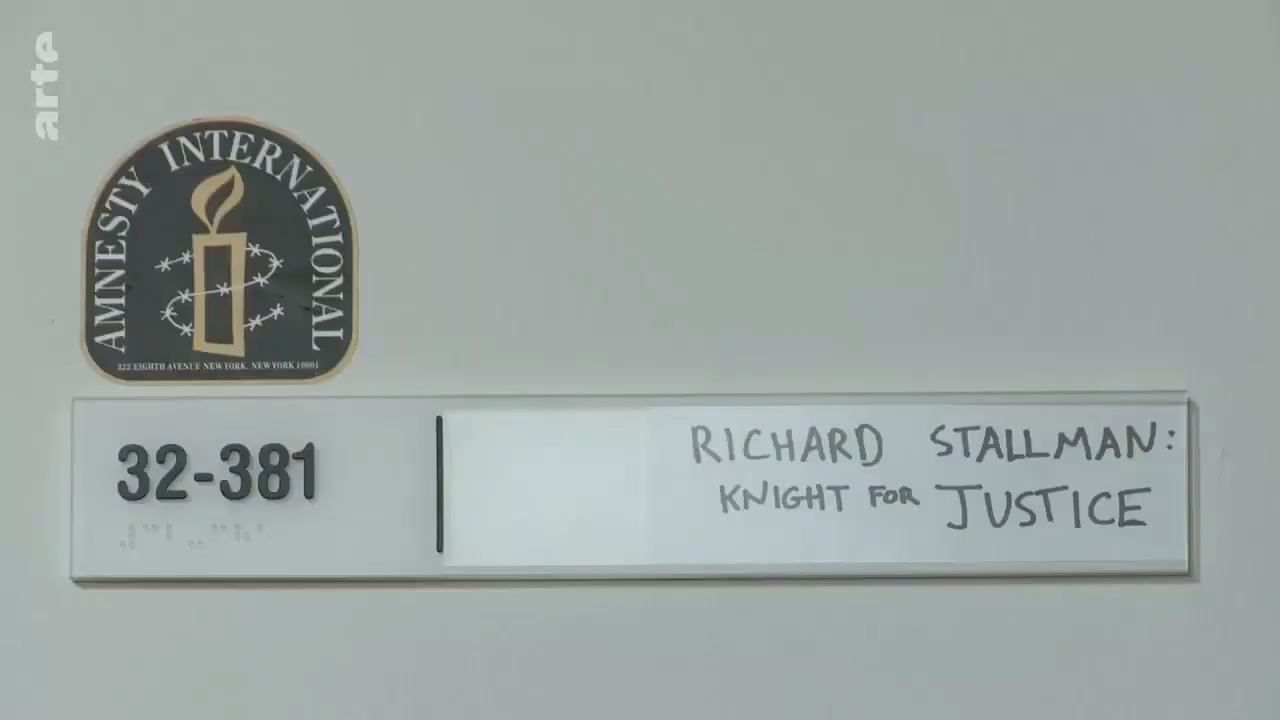 arte
AMNESTY INTERNATIONAL
322 EIGHTH AVENUE NEW YORK, NEW YORK 10001
32-381
RICHARD STALLMAN:
KNIGHT FOR JUSTICE